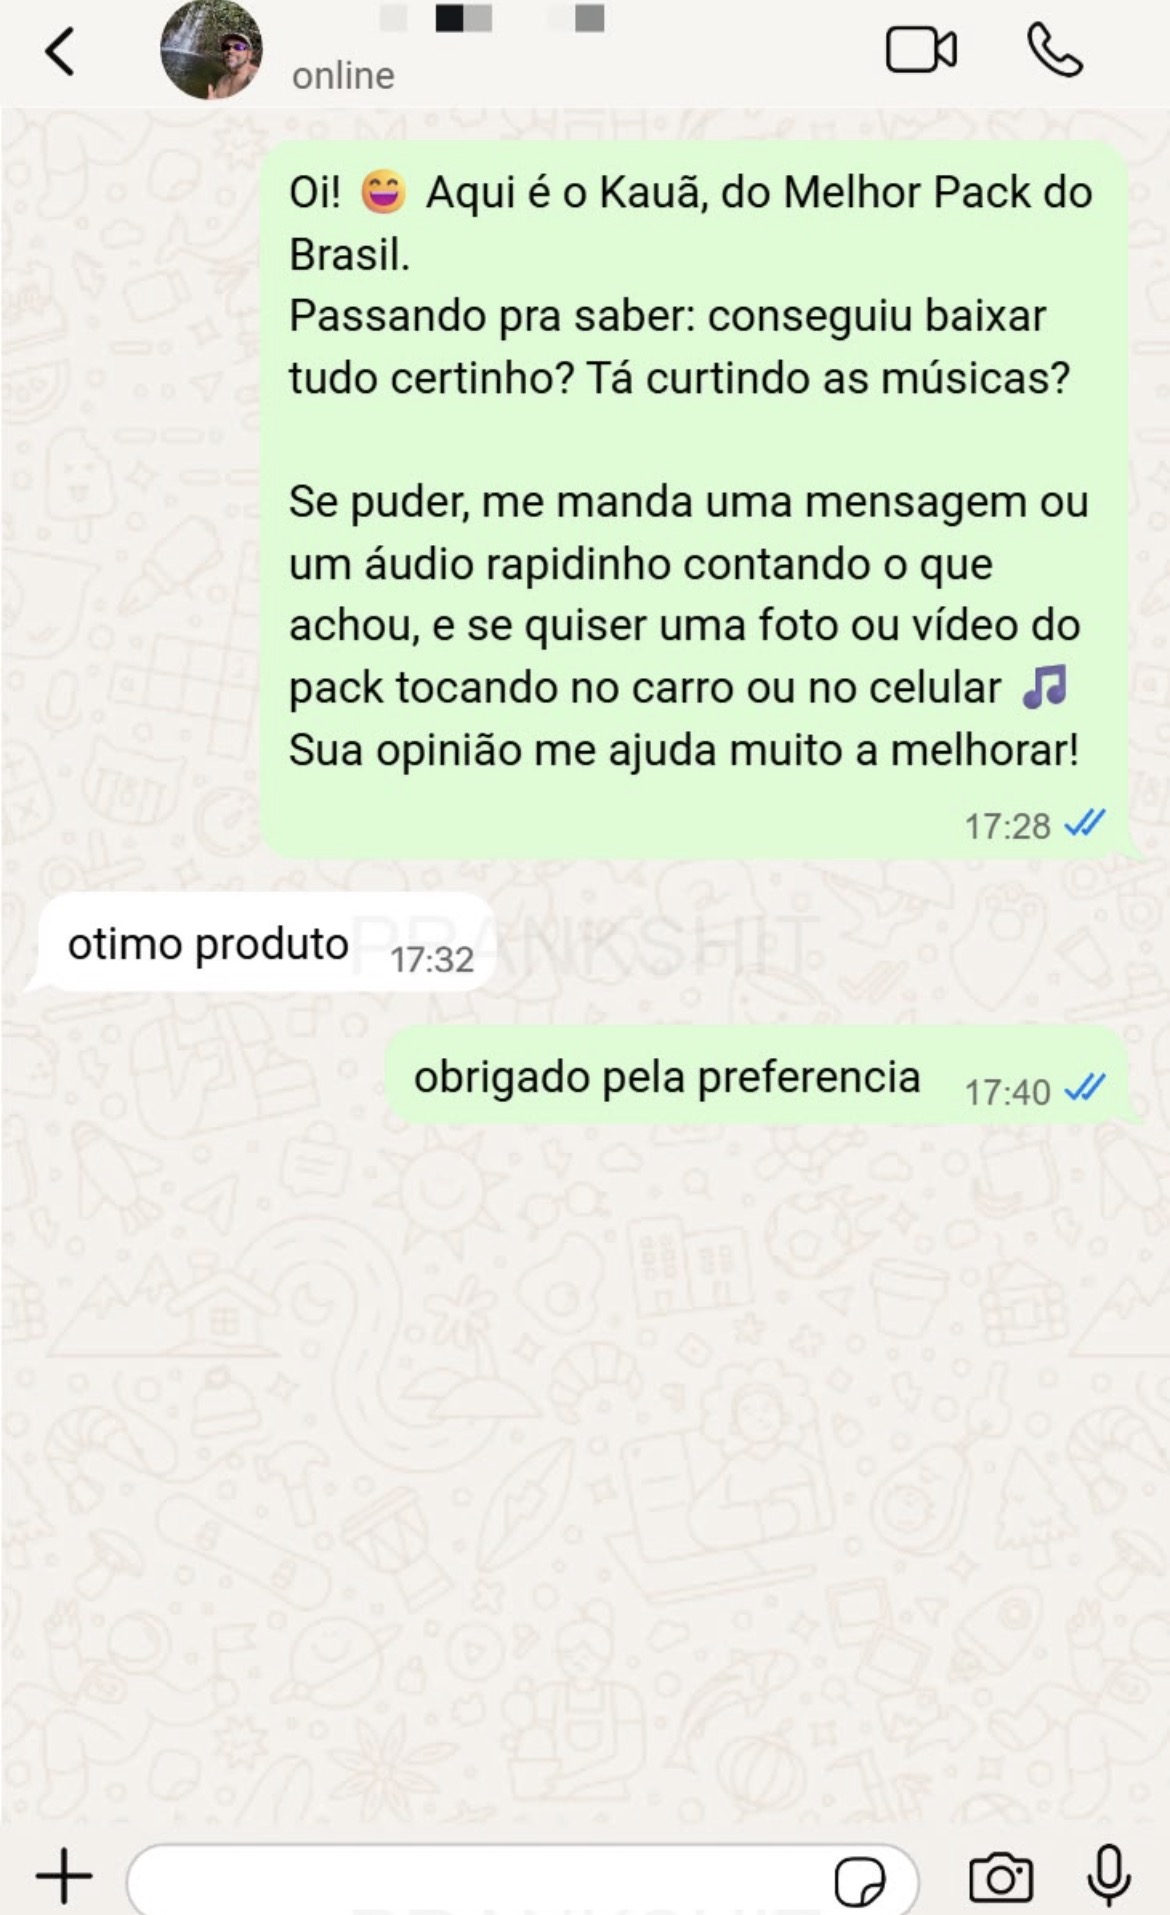 online
Oi! 😄 Aqui é o Kauã, do Melhor Pack do
Brasil.
Passando pra saber: conseguiu baixar
tudo certinho? Tá curtindo as músicas?
Se puder, me manda uma mensagem ou
um áudio rapidinho contando o que
achou, e se quiser uma foto ou vídeo do
pack tocando no carro ou no celular 🎵
Sua opinião me ajuda muito a melhorar!
17:28
otimo produto 17:32
PRANKSHIT
obrigado pela preferencia 17:40
PRANKSHIT